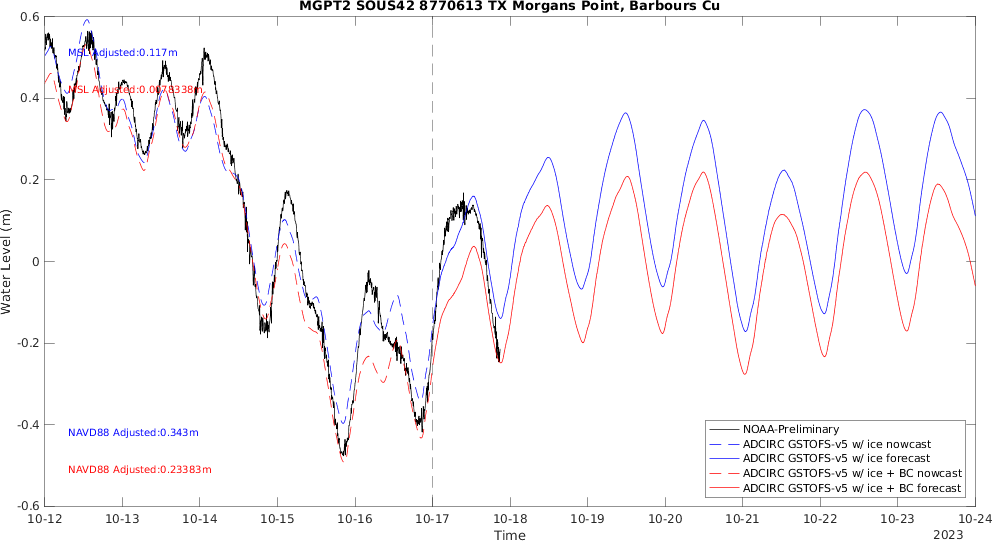 MGPT2 SOUS42 8770613 TX Morgans Point, Barbours Cu
0.6
0.4
0.2
0
-0.2
-0.4
-0.6
Water Level (m)
MSL Adjusted:0.117m
MSL Adjusted:0.0078338m
NAVD88 Adjusted:0.343m
NAVD88 Adjusted:0.23383m
NOAA-Preliminary
ADCIRC GSTOFS-v5 w/ ice nowcast
ADCIRC GSTOFS-v5 w/ ice forecast
ADCIRC GSTOFS-v5 w/ ice + BC nowcast
ADCIRC GSTOFS-v5 w/ ice + BC forecast
10-12 10-13 10-14 10-15 10-16 10-17 10-18 10-19 10-20 10-21 10-22 10-23 10-24
Time
2023